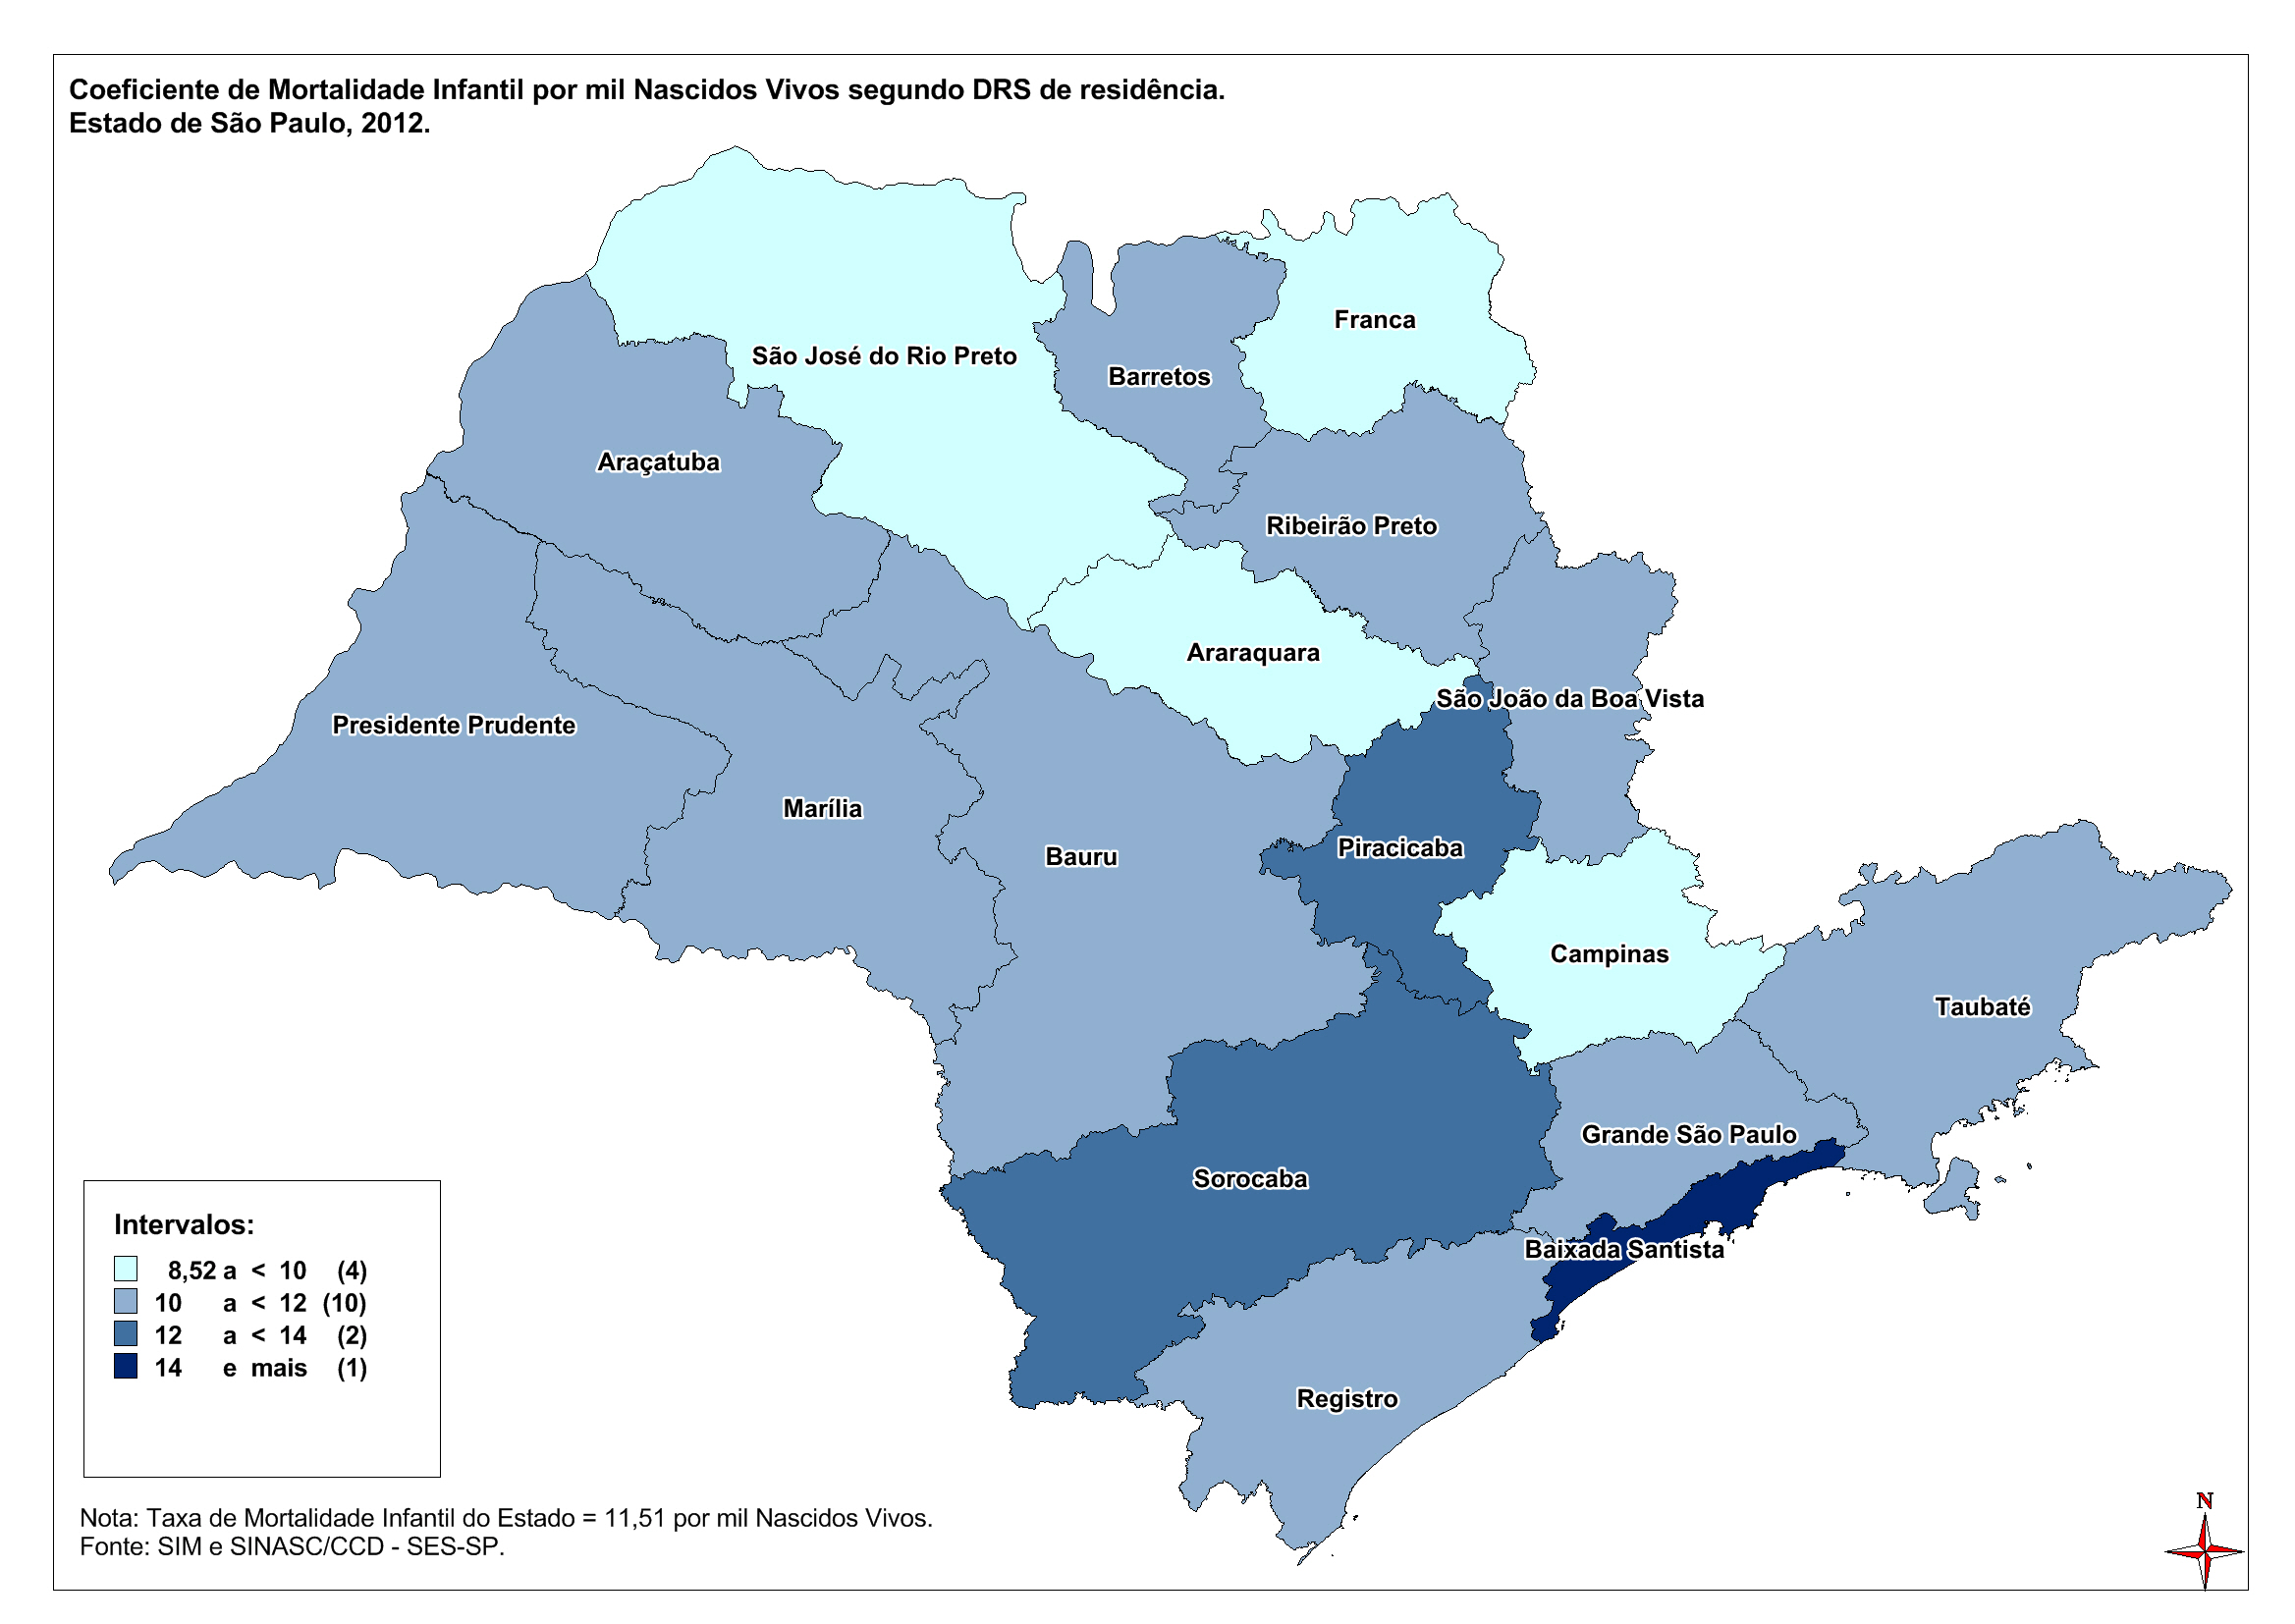 Coeficiente de Mortalidade Infantil por mil Nascidos Vivos segundo DRS de residência.
Estado de São Paulo, 2012.
Franca
São José do Rio Preto
Barretos
Araçatuba
Ribeirão Preto
Araraquara
São João da Boa Vista
Presidente Prudente
Marília
Piracicaba
Bauru
Campinas
Taubaté
Grande São Paulo
Sorocaba
Baixada Santista
Registro
Intervalos:
8,52 a < 10 (4)
10 a < 12 (10)
12 a < 14 (2)
14 e mais (1)
Nota: Taxa de Mortalidade Infantil do Estado = 11,51 por mil Nascidos Vivos.
Fonte: SIM e SINASC/CCD - SES-SP.
N